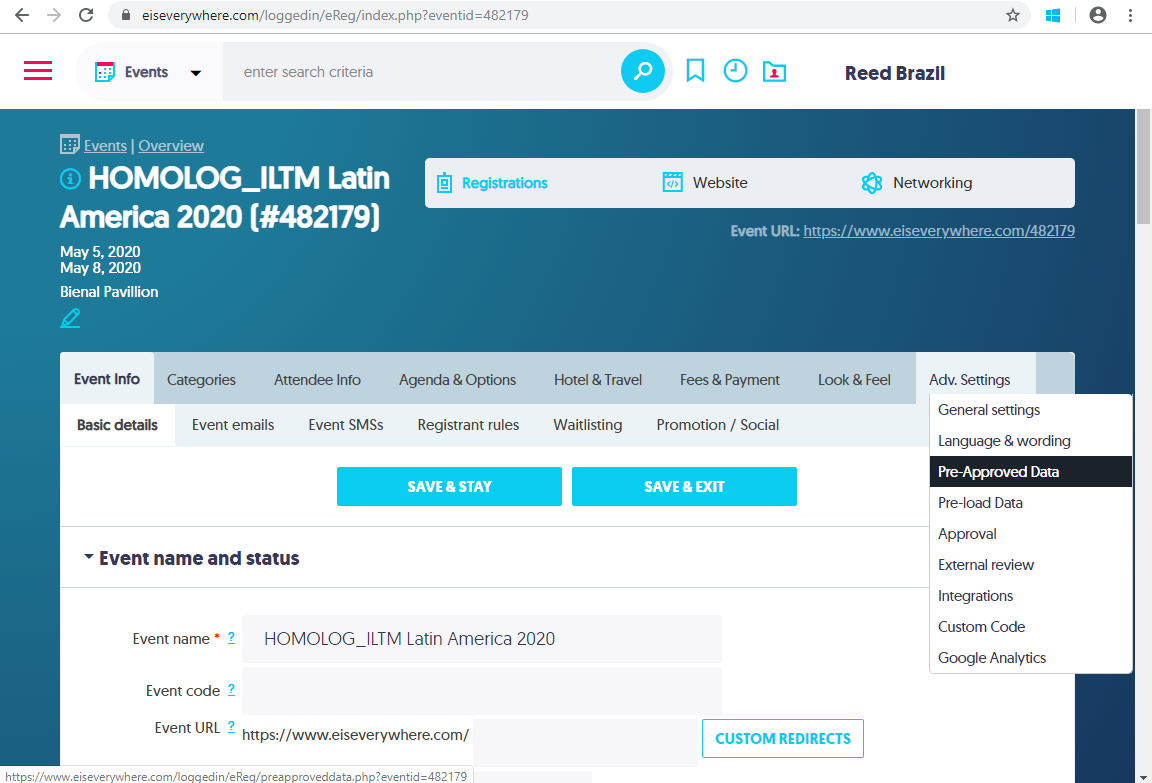 eiseverywhere.com/loggedin/eReg/index.php?eventid=482179
Events
enter search criteria
Reed Brazil
Events | Overview
HOMOLOG_ILTM Latin
America 2020 (#482179)
May 5, 2020
May 8, 2020
Bienal Pavillion
Registrations
Website
Networking
Event URL: https://www.eiseverywhere.com/482179
Event Info
Categories
Attendee Info
Agenda & Options
Hotel & Travel
Fees & Payment
Look & Feel
Adv. Settings
General settings
Language & wording
Pre-Approved Data
Pre-load Data
Approval
External review
Integrations
Custom Code
Google Analytics
Basic details
Event emails
Event SMSs
Registrant rules
Waitlisting
Promotion / Social
SAVE & STAY
SAVE & EXIT
Event name and status
Event name * ?
HOMOLOG_ILTM Latin America 2020
Event code ?
Event URL ?
https://www.eiseverywhere.com/
CUSTOM REDIRECTS
https://www.eiseverywhere.com/loggedin/eReg/preapproveddata.php?eventid=482179